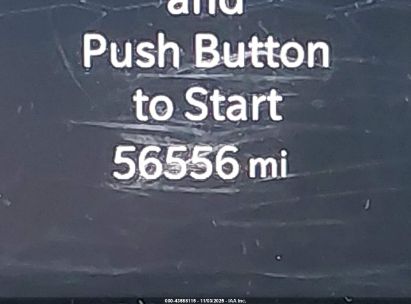 and
Push Button
to Start
56556 mi